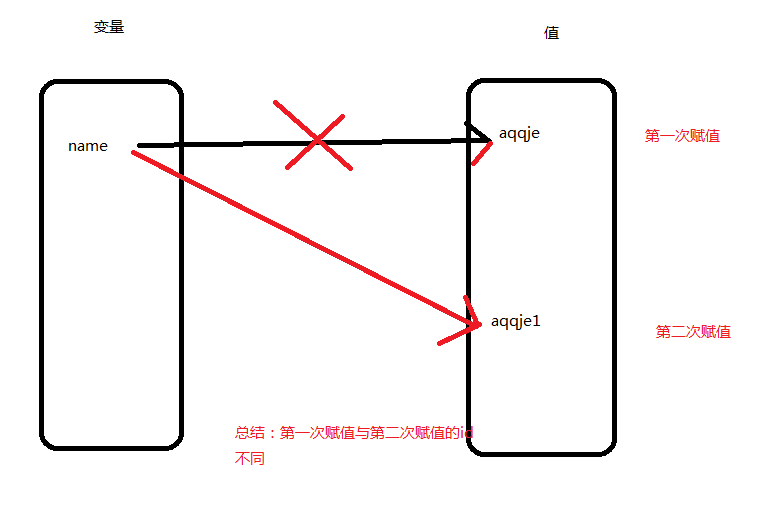 变量
值
name
aqqje
第一次赋值
aqqje1
第二次赋值
总结：第一次赋值与第二次赋值的id
不同